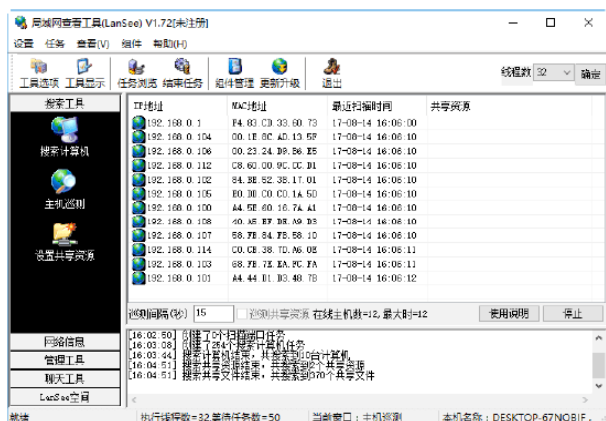 局域网查看工具(LanSee) V1.72[未注册]
设置 任务 查看(V) 组件 帮助(H)
工具选项 工具显示 任务浏览 结束任务 组件管理 更新升级 退出 线程数 32 确定
搜索工具
搜索计算机
主机巡测
设置共享资源
网络信息
管理工具
聊天工具
LanSee空间
IP地址 MAC地址 最近扫描时间 共享资源
192.168.0.1 F4.83.CD.33.60.73 17-08-14 16:06:00
192.168.0.104 00.1E.8C.AD.13.5F 17-08-14 16:06:10
192.168.0.106 00.23.24.D9.B6.E5 17-08-14 16:06:10
192.168.0.112 C8.60.00.9C.CC.D1 17-08-14 16:06:10
192.168.0.102 84.8E.52.3B.17.01 17-08-14 16:06:10
192.168.0.105 17-08-14 16:06:10
192.168.0.100 A4.5E.60.16.7A.A1 17-08-14 16:06:10
192.168.0.108 17-08-14 16:06:10
192.168.0.107 58.FB.84.FB.58.10 17-08-14 16:06:10
192.168.0.114 C0.CB.38.7D.A6.0E 17-08-14 16:06:11
192.168.0.103 68.FB.7E.EA.FC.FA 17-08-14 16:06:11
192.168.0.101 A4.44.D1.B3.48.7B 17-08-14 16:06:12
巡测间隔(秒) 15 巡测共享资源 在线主机数=12,最大时=12 使用说明 停止
[16:02:50] 创建了0个扫描端口任务
[16:03:08] 创建了254个搜索计算机任务
[16:03:44] 搜索计算机结束，共搜索到10台计算机
[16:04:51] 搜索共享资源结束，共搜索到2个共享资源
[16:04:51] 搜索共享文件结束，共搜索到370个共享文件
就绪 执行线程数=32,等待任务数=50 当前窗口：主机巡测 本机名称：DESKTOP-67NOBIF，